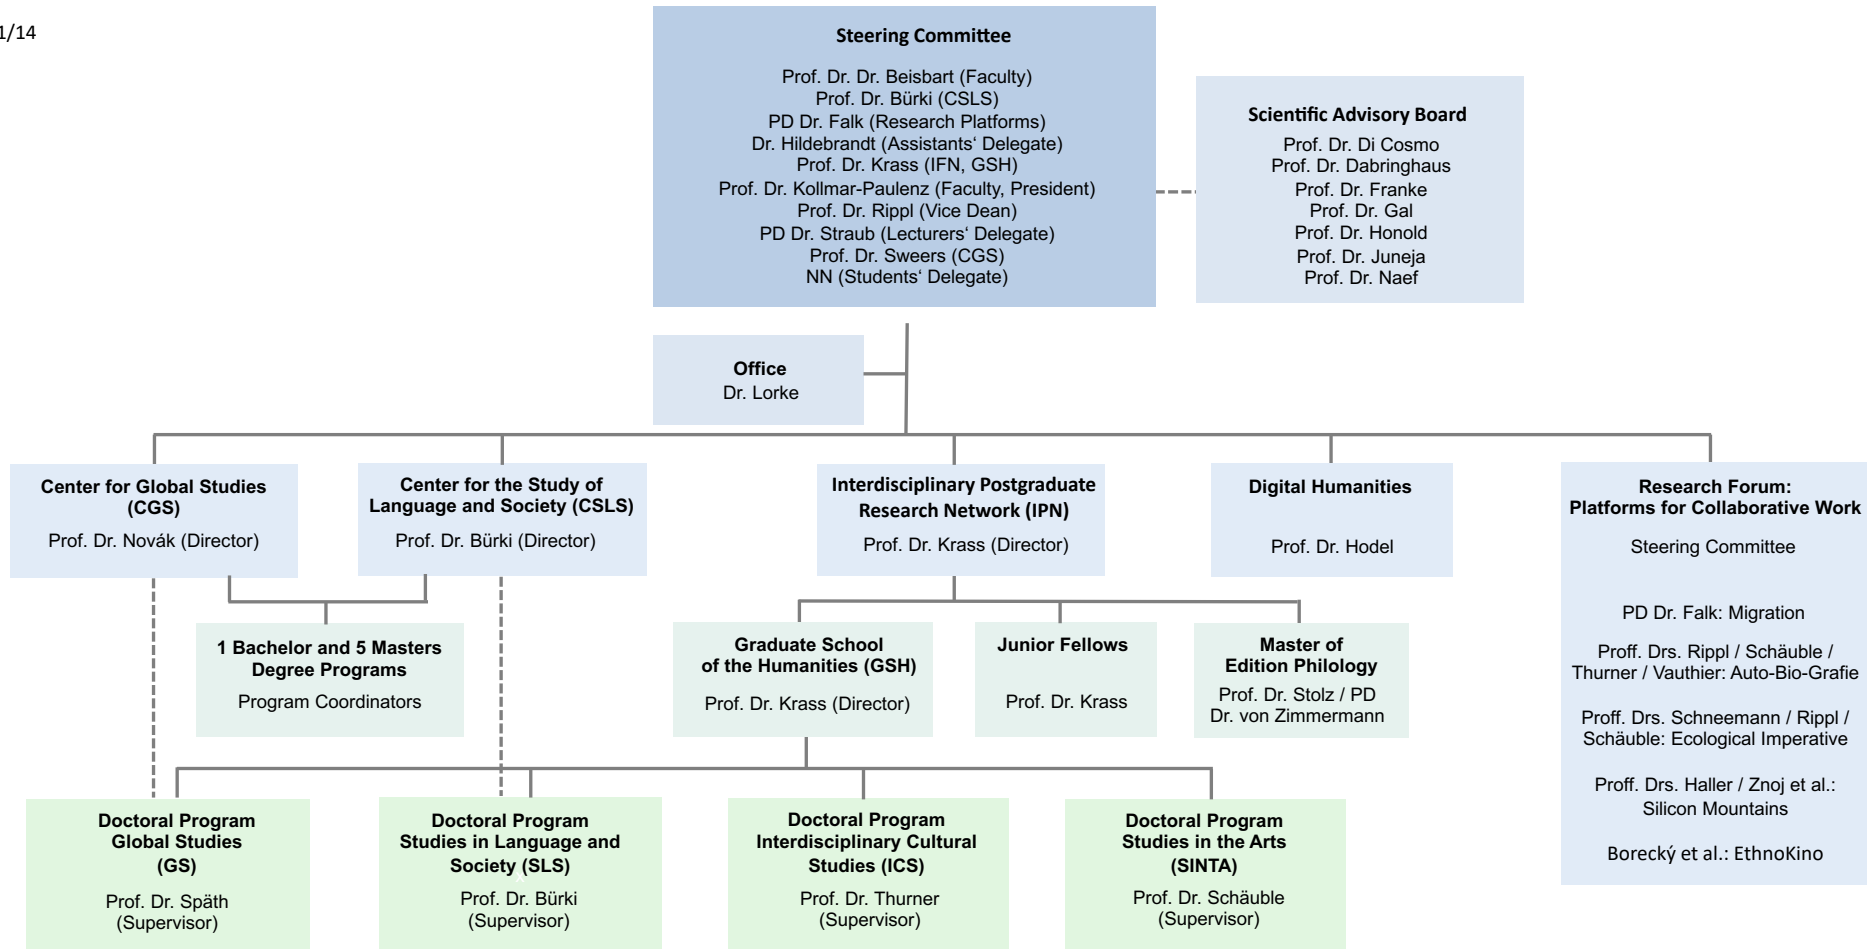 1/14
Steering Committee
Prof. Dr. Dr. Beisbart (Faculty)
Prof. Dr. Bürki (CSLS)
PD Dr. Falk (Research Platforms)
Dr. Hildebrandt (Assistants‘ Delegate)
Prof. Dr. Krass (IFN, GSH)
Prof. Dr. Kollmar-Paulenz (Faculty, President)
Prof. Dr. Rippl (Vice Dean)
PD Dr. Straub (Lecturers‘ Delegate)
Prof. Dr. Sweers (CGS)
NN (Students‘ Delegate)
Scientific Advisory Board
Prof. Dr. Di Cosmo
Prof. Dr. Dabringhaus
Prof. Dr. Franke
Prof. Dr. Gal
Prof. Dr. Honold
Prof. Dr. Juneja
Prof. Dr. Naef
Office
Dr. Lorke
Center for Global Studies
(CGS)
Prof. Dr. Novák (Director)
Center for the Study of
Language and Society (CSLS)
Prof. Dr. Bürki (Director)
Interdisciplinary Postgraduate
Research Network (IPN)
Prof. Dr. Krass (Director)
Digital Humanities
Prof. Dr. Hodel
Research Forum:
Platforms for Collaborative Work
Steering Committee
PD Dr. Falk: Migration
Proff. Drs. Rippl / Schäuble /
Thurner / Vauthier: Auto-Bio-Grafie
Proff. Drs. Schneemann / Rippl /
Schäuble: Ecological Imperative
Proff. Drs. Haller / Znoj et al.:
Silicon Mountains
Borecký et al.: EthnoKino
1 Bachelor and 5 Masters
Degree Programs
Program Coordinators
Graduate School
of the Humanities (GSH)
Prof. Dr. Krass (Director)
Junior Fellows
Prof. Dr. Krass
Master of
Edition Philology
Prof. Dr. Stolz / PD
Dr. von Zimmermann
Doctoral Program
Global Studies
(GS)
Prof. Dr. Späth
(Supervisor)
Doctoral Program
Studies in Language and
Society (SLS)
Prof. Dr. Bürki
(Supervisor)
Doctoral Program
Interdisciplinary Cultural
Studies (ICS)
Prof. Dr. Thurner
(Supervisor)
Doctoral Program
Studies in the Arts
(SINTA)
Prof. Dr. Schäuble
(Supervisor)